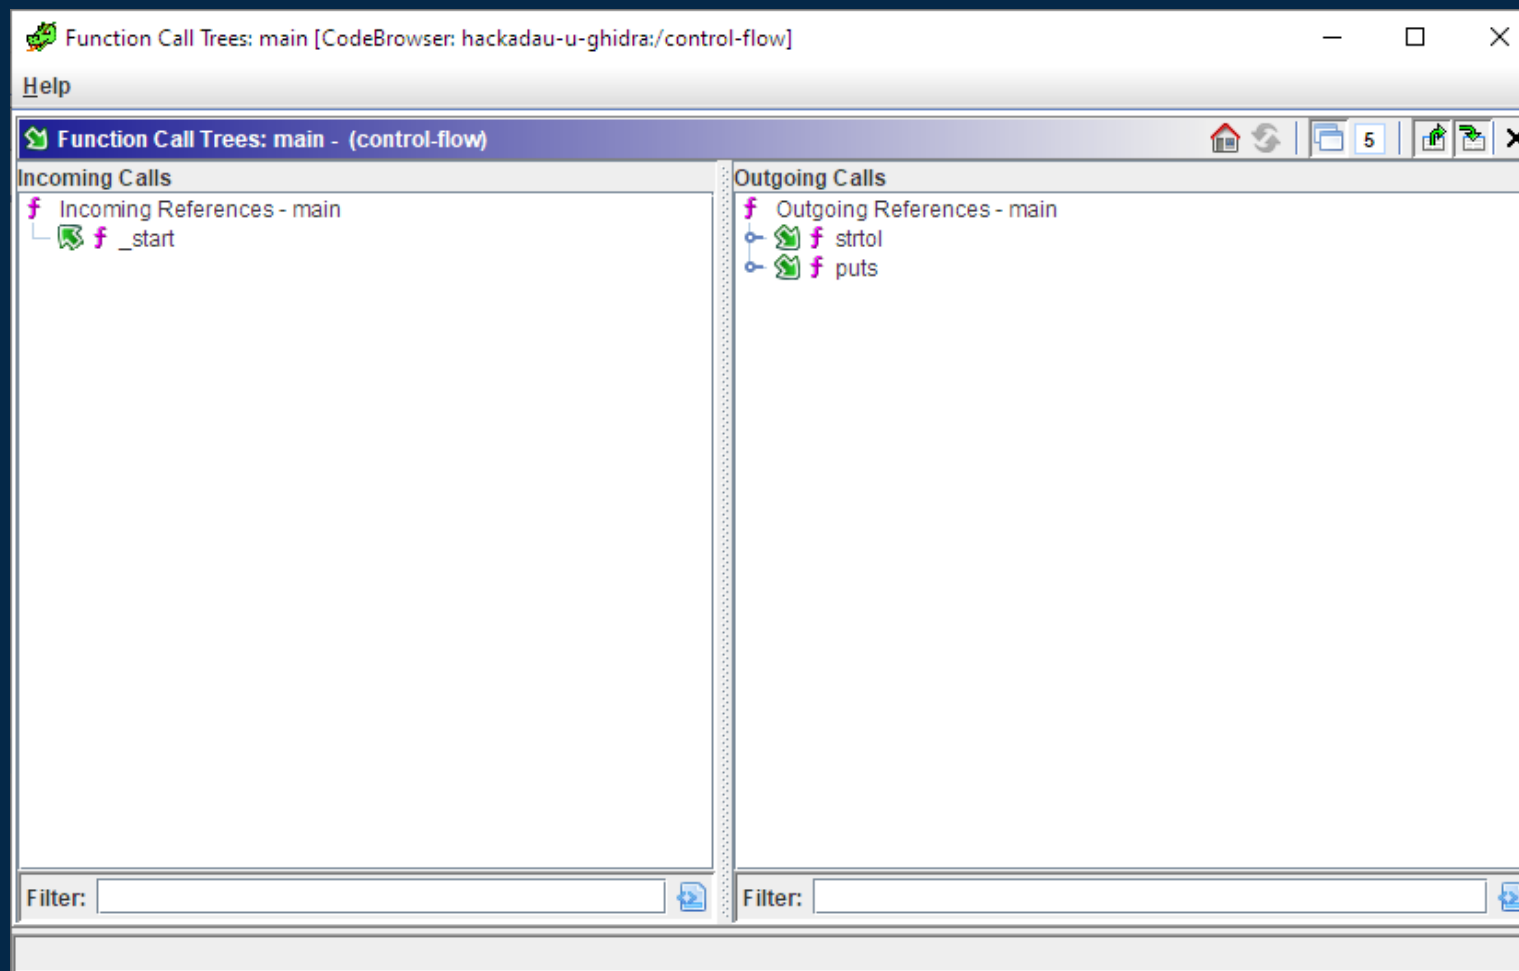 Function Call Trees: main [CodeBrowser: hackadau-u-ghidra:/control-flow]
Help
Function Call Trees: main - (control-flow)
5
Incoming Calls
Outgoing Calls
Incoming References - main
_start
Outgoing References - main
strtol
puts
Filter:
Filter: